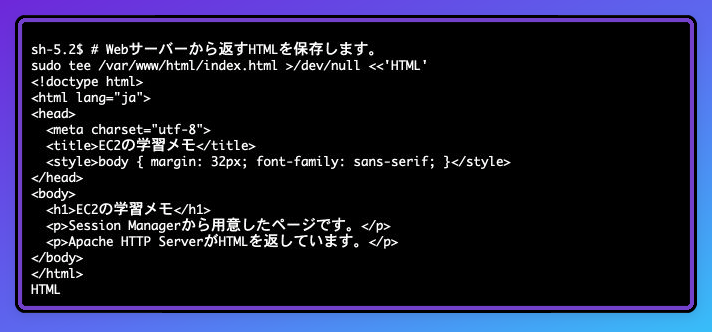 sh-5.2$ # Webサーバーから返すHTMLを保存します。
sudo tee /var/www/html/index.html >/dev/null <<'HTML'
<!doctype html>
<html lang="ja">
<head>
  <meta charset="utf-8">
  <title>EC2の学習メモ</title>
  <style>body { margin: 32px; font-family: sans-serif; }</style>
</head>
<body>
  <h1>EC2の学習メモ</h1>
  <p>Session Managerから用意したページです。</p>
  <p>Apache HTTP ServerがHTMLを返しています。</p>
</body>
</html>
HTML